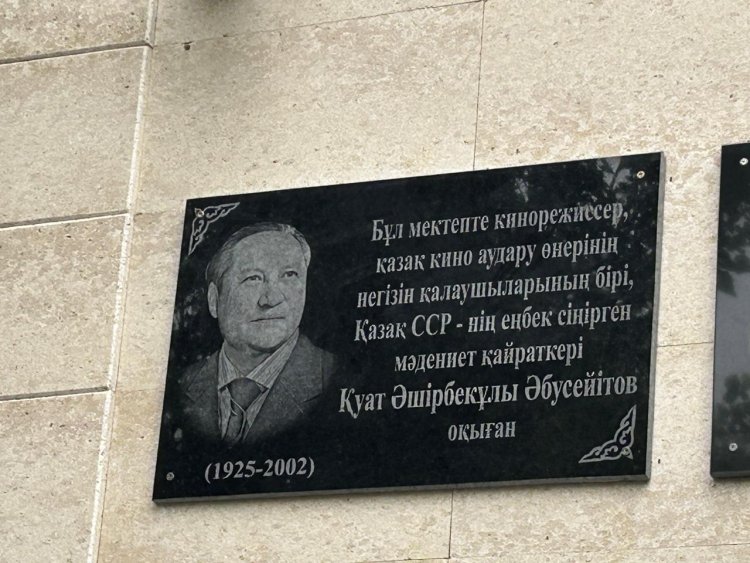 Бұл мектепте кинорежиссер,
қазақ кино аудару өнерінің
негізін қалаушыларының бірі,
Қазақ ССР - нің еңбек сіңірген
мәдениет қайраткері
Қуат Әшірбекұлы Әбусейітов
оқыған
(1925-2002)